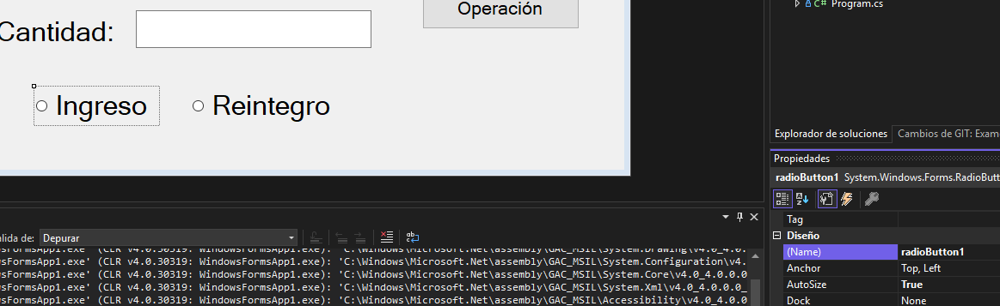 Operación
Cantidad:
Ingreso
Reintegro
C# Program.cs
Explorador de soluciones
Cambios de GIT: Exam
Propiedades
radioButton1 System.Windows.Forms.RadioButt
Tag
Diseño
(Name) radioButton1
Anchor Top, Left
AutoSize True
Dock None
alida de: Depurar
wsFormsApp1.exe' (CLR v4.0.30319: WindowsFormsApp1.exe): 'C:\Windows\Microsoft.Net\assembly\GAC_MSIL\System.Drawing\v4.0_4.0.
wsFormsApp1.exe' (CLR v4.0.30319: WindowsFormsApp1.exe): 'C:\Windows\Microsoft.Net\assembly\GAC_MSIL\System.Configuration\v4.
wsFormsApp1.exe' (CLR v4.0.30319: WindowsFormsApp1.exe): 'C:\Windows\Microsoft.Net\assembly\GAC_MSIL\System.Core\v4.0_4.0.0.0
wsFormsApp1.exe' (CLR v4.0.30319: WindowsFormsApp1.exe): 'C:\Windows\Microsoft.Net\assembly\GAC_MSIL\System.Xml\v4.0_4.0.0.0_
wsFormsApp1.exe' (CLR v4.0.30319: WindowsFormsApp1.exe): 'C:\Windows\Microsoft.Net\assembly\GAC_MSIL\Accessibility\v4.0_4.0.0